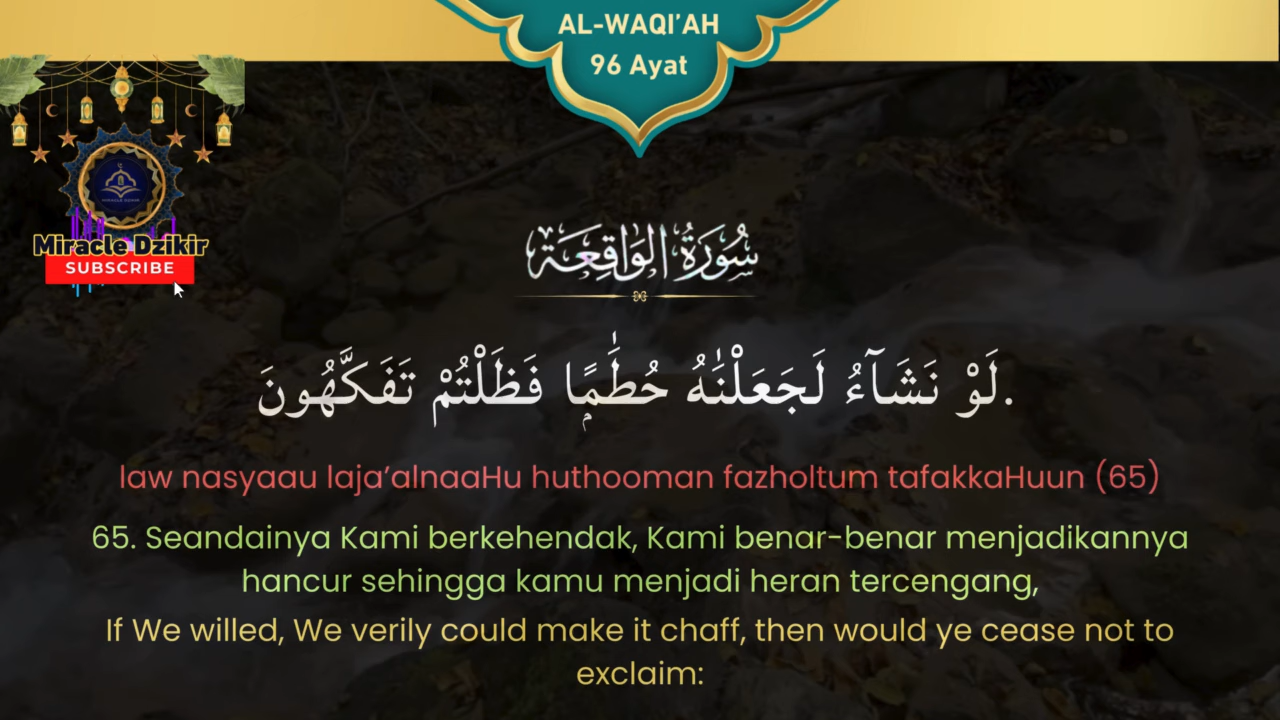 AL-WAQI’AH
96 Ayat
Miracle Dzikir
SUBSCRIBE
سُورَةُ الوَاقِعَة
لَوْ نَشَآءُ لَجَعَلْنٰهُ حُطَٰمًۭا فَظَلْتُمْ تَفَكَّهُونَ.
law nasyaau laja’alnaaHu huthooman fazholtum tafakkaHuun (65)
65. Seandainya Kami berkehendak, Kami benar-benar menjadikannya
hancur sehingga kamu menjadi heran tercengang,
If We willed, We verily could make it chaff, then would ye cease not to
exclaim: